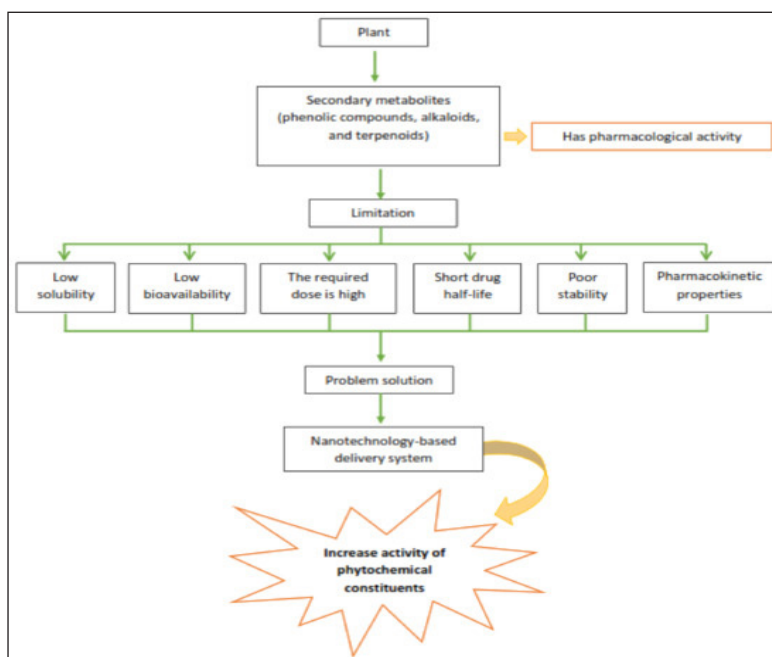 Plant
Secondary metabolites
(phenolic compounds, alkaloids,
and terpenoids)
Has pharmacological activity
Limitation
Low
solubility
Low
bioavailability
The required
dose is high
Short drug
half-life
Poor
stability
Pharmacokinetic
properties
Problem solution
Nanotechnology-based
delivery system
Increase activity of
phytochemical
constituents